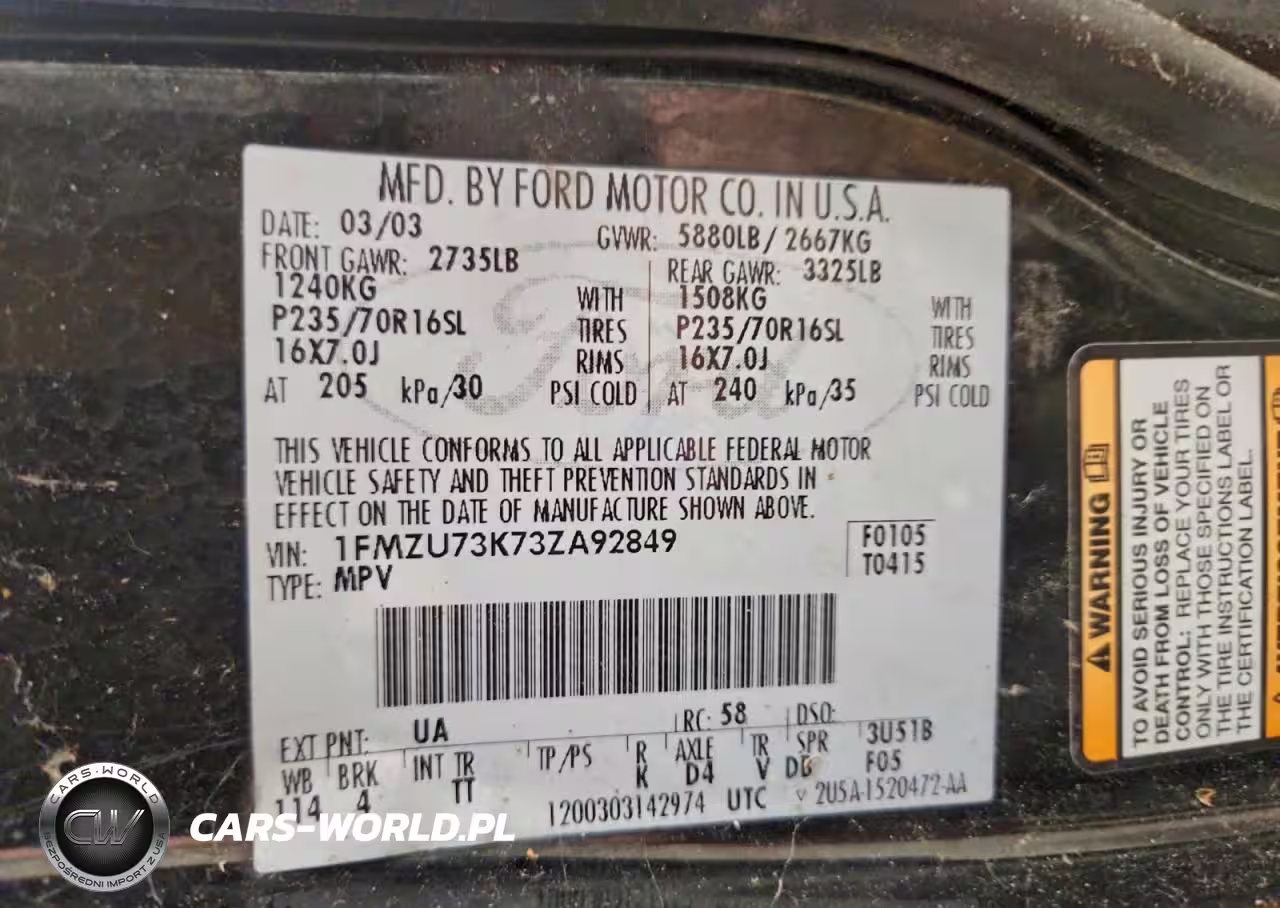 MFD. BY FORD MOTOR CO. IN U.S.A.
DATE: 03/03 GVWR: 5880LB / 2667KG
FRONT GAWR: 2735LB REAR GAWR: 3325LB
1240KG WITH 1508KG WITH
P235/70R16SL TIRES P235/70R16SL TIRES
16X7.0J RIMS 16X7.0J RIMS
AT 205 kPa/30 PSI COLD AT 240 kPa/35 PSI COLD
THIS VEHICLE CONFORMS TO ALL APPLICABLE FEDERAL MOTOR
VEHICLE SAFETY AND THEFT PREVENTION STANDARDS IN
EFFECT ON THE DATE OF MANUFACTURE SHOWN ABOVE.
VIN: 1FMZU73K73ZA92849 F0105
TYPE: MPV T0415
EXT PNT: UA RC: 58 DSO:
WB BRK INT TR TP/PS R AXLE TR SPR 3U51B
114 4 TT K D4 V DD F05
1200303142974 UTC 2U5A-1520472-AA
Ford
WARNING
TO AVOID SERIOUS INJURY OR
DEATH FROM LOSS OF VEHICLE
CONTROL: REPLACE YOUR TIRES
ONLY WITH THOSE SPECIFIED ON
THE TIRE INSTRUCTIONS LABEL OR
THE CERTIFICATION LABEL.
CARS-WORLD
CW
BEZPOŚREDNI IMPORT Z USA
CARS-WORLD.PL